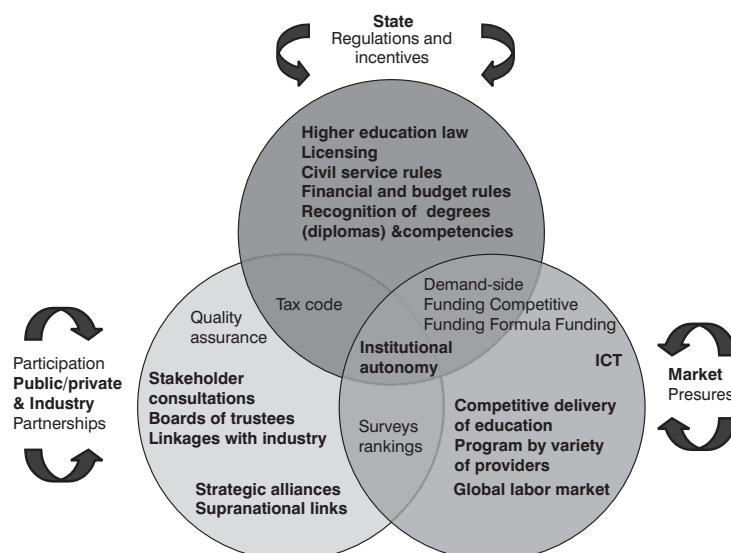 State
Regulations and
incentives
Higher education law
Licensing
Civil service rules
Financial and budget rules
Recognition of degrees
(diplomas) &competencies
Tax code
Demand-side
Funding Competitive
Funding Formula Funding
Quality
assurance
Institutional
autonomy
Participation
Public/private
& Industry
Partnerships
Stakeholder
consultations
Boards of trustees
Linkages with industry
Strategic alliances
Supranational links
Surveys
rankings
ICT
Competitive delivery
of education
Program by variety
of providers
Global labor market
Market
Presures